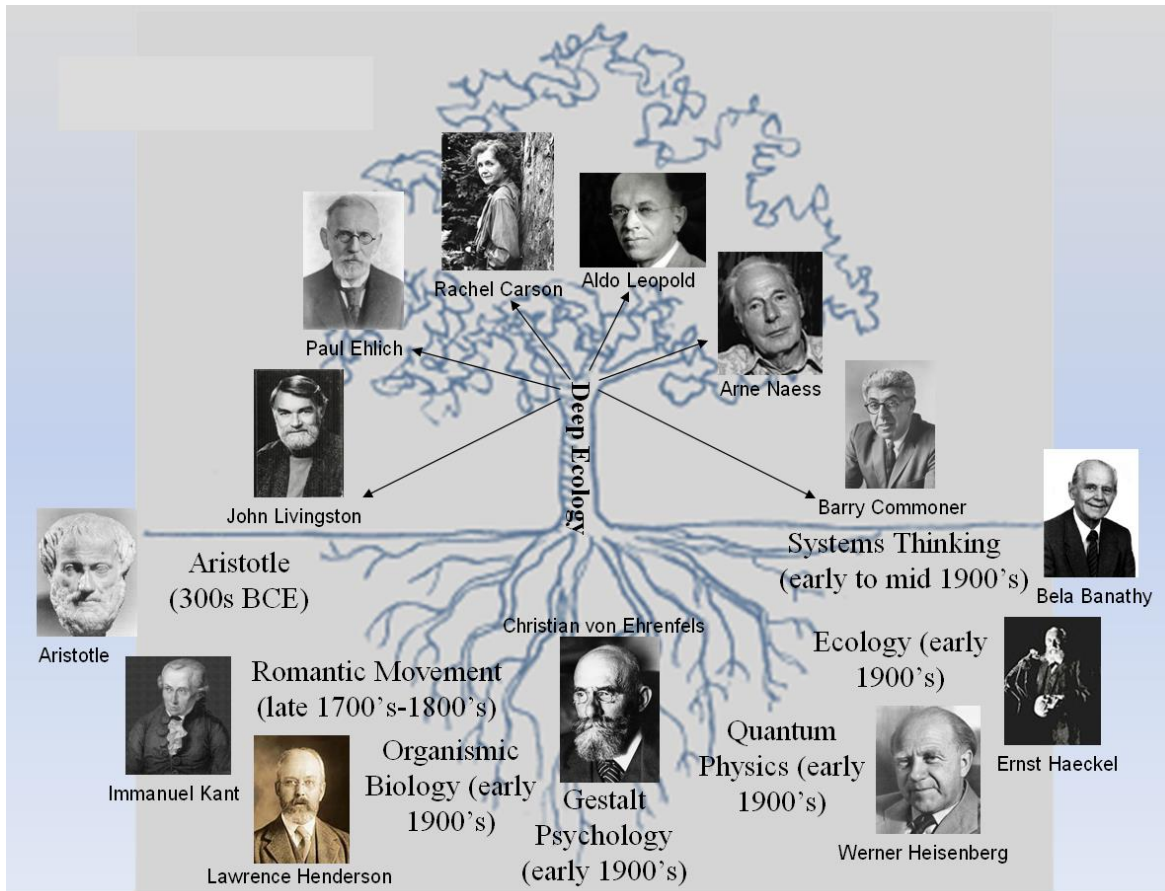 Rachel Carson
Aldo Leopold
Paul Ehlich
Arne Naess
Deep Ecology
John Livingston
Barry Commoner
Aristotle
(300s BCE)
Systems Thinking
(early to mid 1900's)
Bela Banathy
Aristotle
Christian von Ehrenfels
Ecology (early
1900's)
Romantic Movement
(late 1700's-1800's)
Immanuel Kant
Organismic
Biology (early
1900's)
Quantum
Physics (early
1900's)
Ernst Haeckel
Gestalt
Psychology
(early 1900's)
Werner Heisenberg
Lawrence Henderson